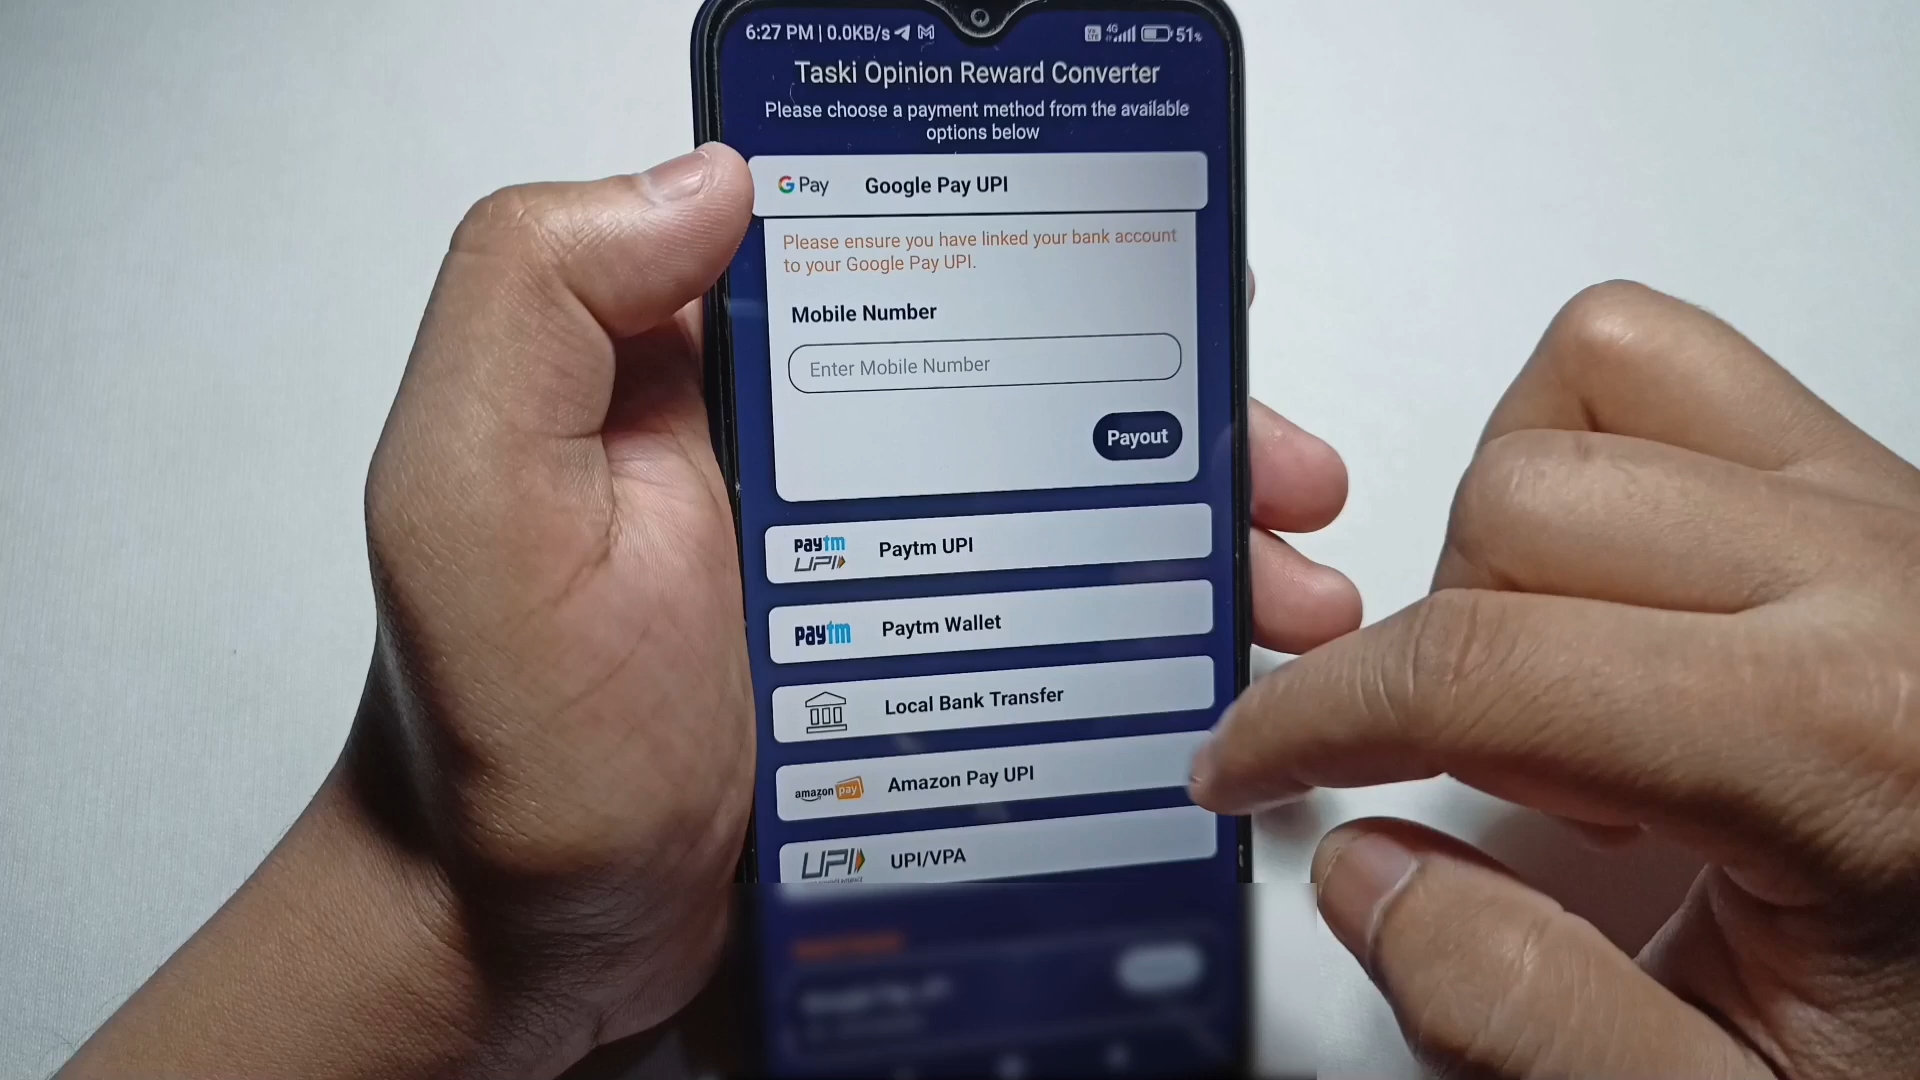 6:27 PM | 0.0KB/s
4G
51%
Taski Opinion Reward Converter
Please choose a payment method from the available
options below
G Pay Google Pay UPI
Please ensure you have linked your bank account
to your Google Pay UPI.
Mobile Number
Enter Mobile Number
Payout
paytm
UPI
Paytm UPI
paytm Paytm Wallet
Local Bank Transfer
amazon pay Amazon Pay UPI
UPI UPI/VPA